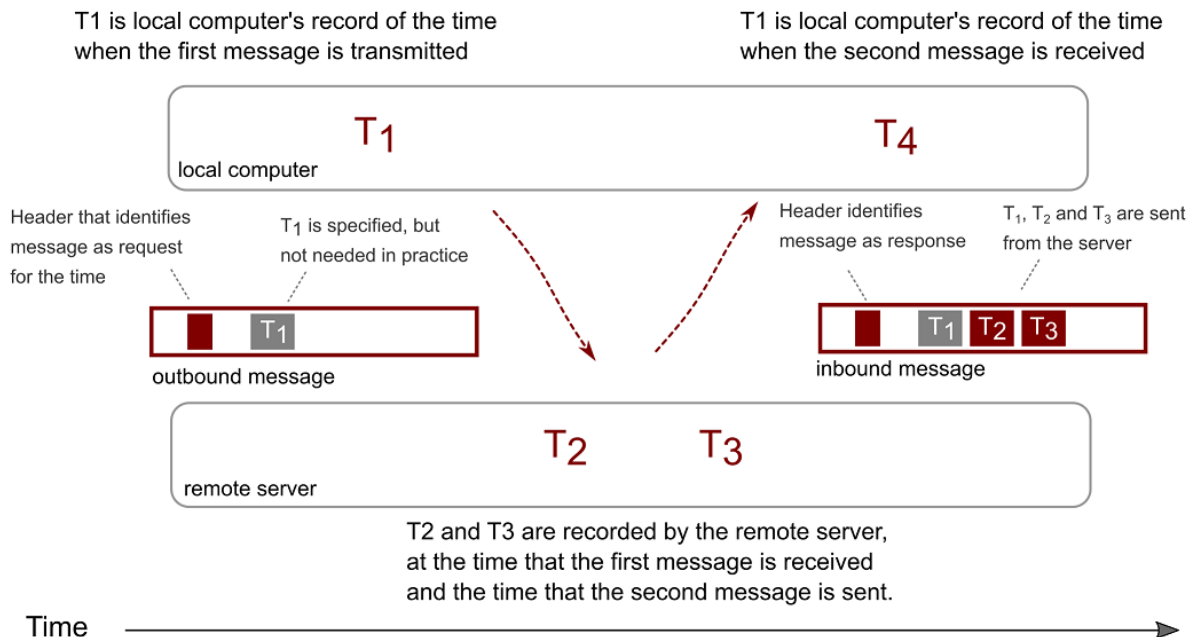 T1 is local computer's record of the time
when the first message is transmitted
T1 is local computer's record of the time
when the second message is received
T1
T4
local computer
Header that identifies
message as request
for the time
T1 is specified, but
not needed in practice
Header identifies
message as response
T1, T2 and T3 are sent
from the server
T1
outbound message
T1 T2 T3
inbound message
T2
T3
remote server
T2 and T3 are recorded by the remote server,
at the time that the first message is received
and the time that the second message is sent.
Time